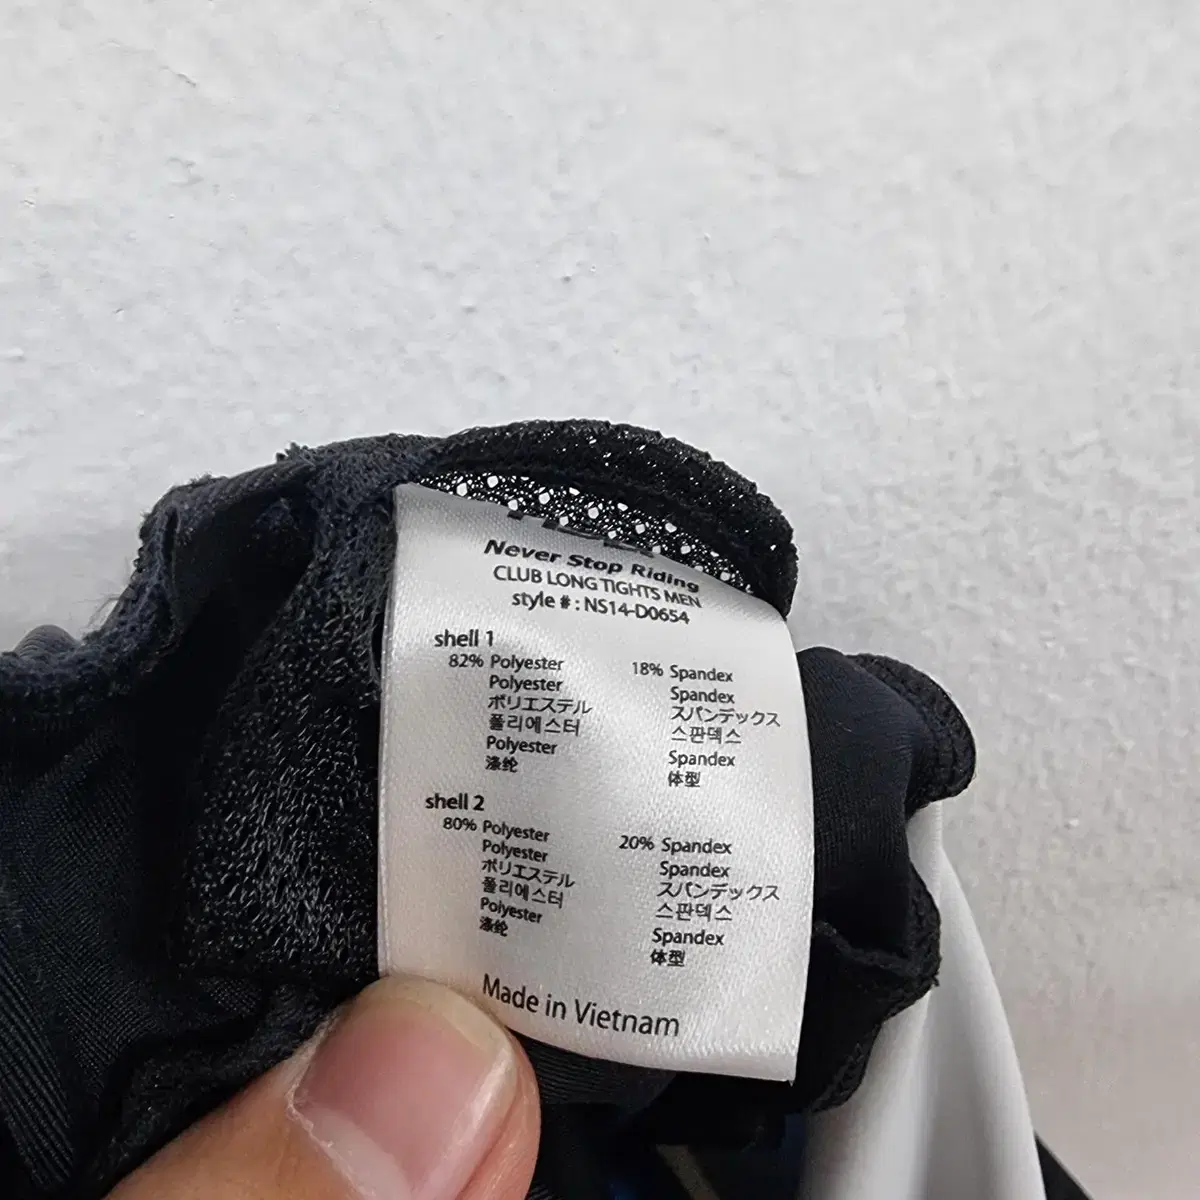 Never Stop Riding
CLUB LONG TIGHTS MEN
style # : NS14-D0654
shell 1
82% Polyester 18% Spandex
Polyester Spandex
ポリエステル スパンデックス
폴리에스터 스판덱스
Polyester Spandex
涤纶 体型
shell 2
80% Polyester 20% Spandex
Polyester Spandex
ポリエステル スパンデックス
폴리에스터 스판덱스
Polyester Spandex
涤纶 体型
Made in Vietnam